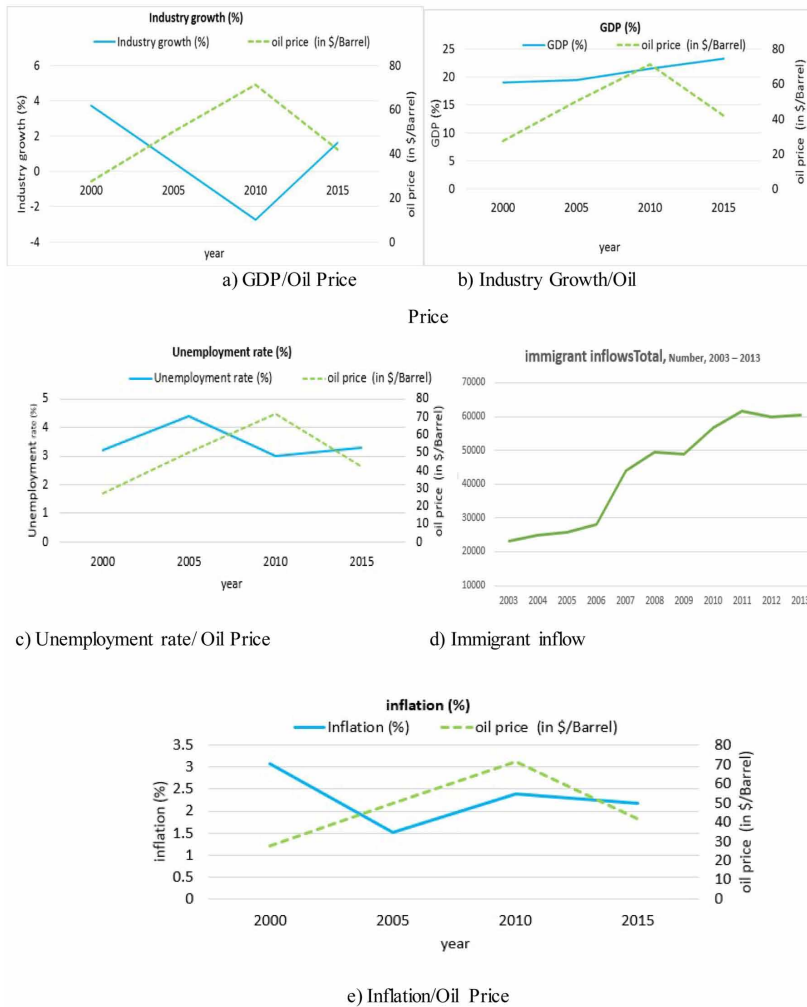 Industry growth (%)
Industry growth (%)
oil price (in $/Barrel)
6
4
2
0
-2
-4
80
60
40
20
0
2000
2005
2010
2015
Industry growth (%)
oil price (in $/Barrel)
year
GDP (%)
GDP (%)
oil price (in $/Barrel)
25
20
15
10
5
0
80
60
40
20
0
2000
2005
2010
2015
GDP (%)
oil price (in $/Barrel)
year
a) GDP/Oil Price
b) Industry Growth/Oil
Price
Unemployment rate (%)
Unemployment rate (%)
oil price (in $/Barrel)
5
4
3
2
1
0
80
70
60
50
40
30
20
10
0
2000
2005
2010
2015
Unemployment rate (%)
oil price (in $/Barrel)
year
immigrant inflowsTotal, Number, 2003 – 2013
70000
60000
50000
40000
30000
20000
10000
2003
2004
2005
2006
2007
2008
2009
2010
2011
2012
2013
c) Unemployment rate/ Oil Price
d) Immigrant inflow
inflation (%)
Inflation (%)
oil price (in $/Barrel)
3.5
3
2.5
2
1.5
1
0.5
0
80
70
60
50
40
30
20
10
0
2000
2005
2010
2015
inflation (%)
oil price (in $/Barrel)
year
e) Inflation/Oil Price